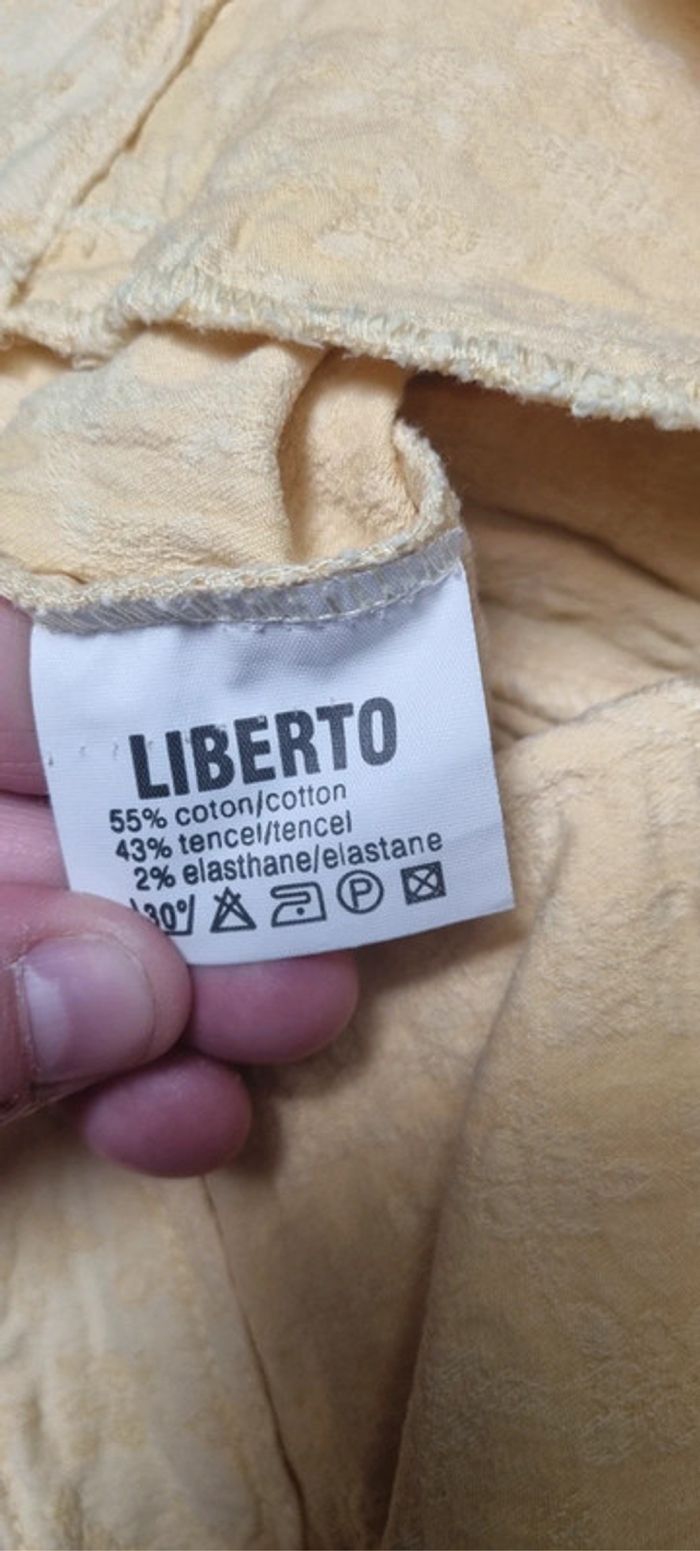 LIBERTO
55% coton/cotton
43% tencel/tencel
2% elasthane/elastane
30°
P